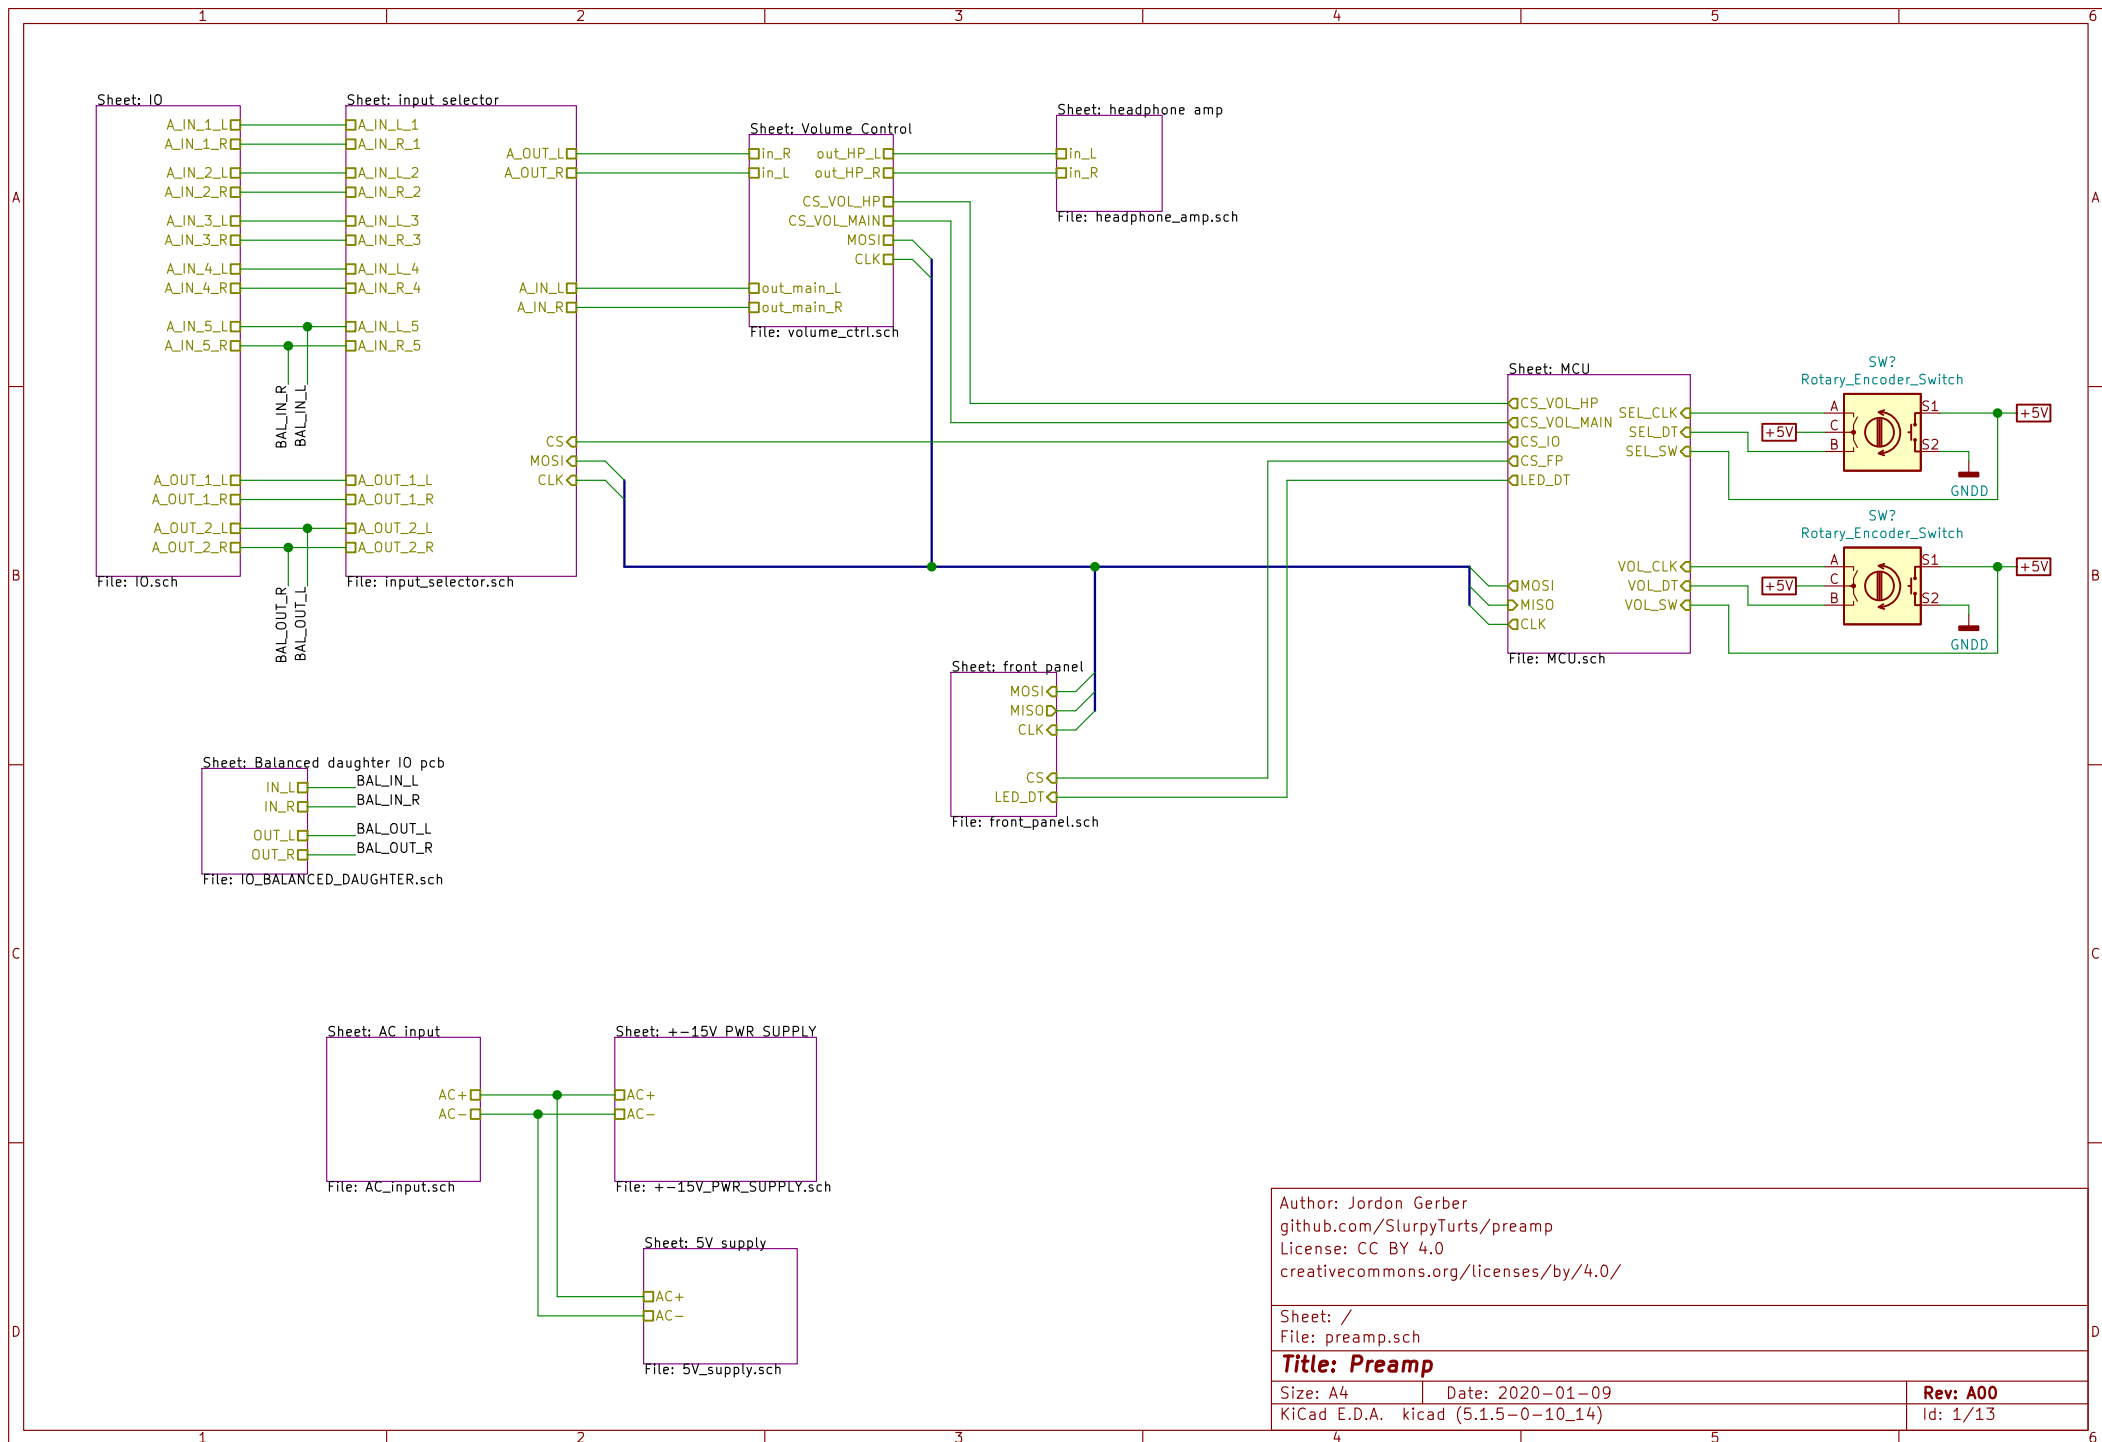 1 2 3 4 5 6
Sheet: IO
A_IN_1_L
A_IN_1_R
A_IN_2_L
A_IN_2_R
A_IN_3_L
A_IN_3_R
A_IN_4_L
A_IN_4_R
A_IN_5_L
A_IN_5_R
A_OUT_1_L
A_OUT_1_R
A_OUT_2_L
A_OUT_2_R
File: IO.sch
BAL_IN_R
BAL_IN_L
BAL_OUT_R
BAL_OUT_L
Sheet: input selector
A_IN_L_1
A_IN_R_1
A_IN_L_2
A_IN_R_2
A_IN_L_3
A_IN_R_3
A_IN_L_4
A_IN_R_4
A_IN_L_5
A_IN_R_5
A_OUT_1_L
A_OUT_1_R
A_OUT_2_L
A_OUT_2_R
A_OUT_L
A_OUT_R
A_IN_L
A_IN_R
CS
MOSI
CLK
File: input_selector.sch
Sheet: Volume Control
in_R
in_L
out_HP_L
out_HP_R
CS_VOL_HP
CS_VOL_MAIN
MOSI
CLK
out_main_L
out_main_R
File: volume_ctrl.sch
Sheet: headphone amp
in_L
in_R
File: headphone_amp.sch
Sheet: MCU
CS_VOL_HP
CS_VOL_MAIN
CS_IO
CS_FP
LED_DT
MOSI
MISO
CLK
SEL_CLK
SEL_DT
SEL_SW
VOL_CLK
VOL_DT
VOL_SW
File: MCU.sch
SW?
Rotary_Encoder_Switch
A
C
B
S1
S2
+5V
+5V
GNDD
SW?
Rotary_Encoder_Switch
A
C
B
S1
S2
+5V
+5V
GNDD
Sheet: front panel
MOSI
MISO
CLK
CS
LED_DT
File: front_panel.sch
Sheet: Balanced daughter IO pcb
IN_L
IN_R
OUT_L
OUT_R
BAL_IN_L
BAL_IN_R
BAL_OUT_L
BAL_OUT_R
File: IO_BALANCED_DAUGHTER.sch
Sheet: AC input
AC+
AC-
File: AC_input.sch
Sheet: +-15V PWR SUPPLY
AC+
AC-
File: +-15V_PWR_SUPPLY.sch
Sheet: 5V supply
AC+
AC-
File: 5V_supply.sch
A
B
C
D
A
B
C
D
Author: Jordon Gerber
github.com/SlurpyTurts/preamp
License: CC BY 4.0
creativecommons.org/licenses/by/4.0/
Sheet: /
File: preamp.sch
Title: Preamp
Size: A4 Date: 2020-01-09 Rev: A00
KiCad E.D.A. kicad (5.1.5-0-10_14) Id: 1/13
1 2 3 4 5 6